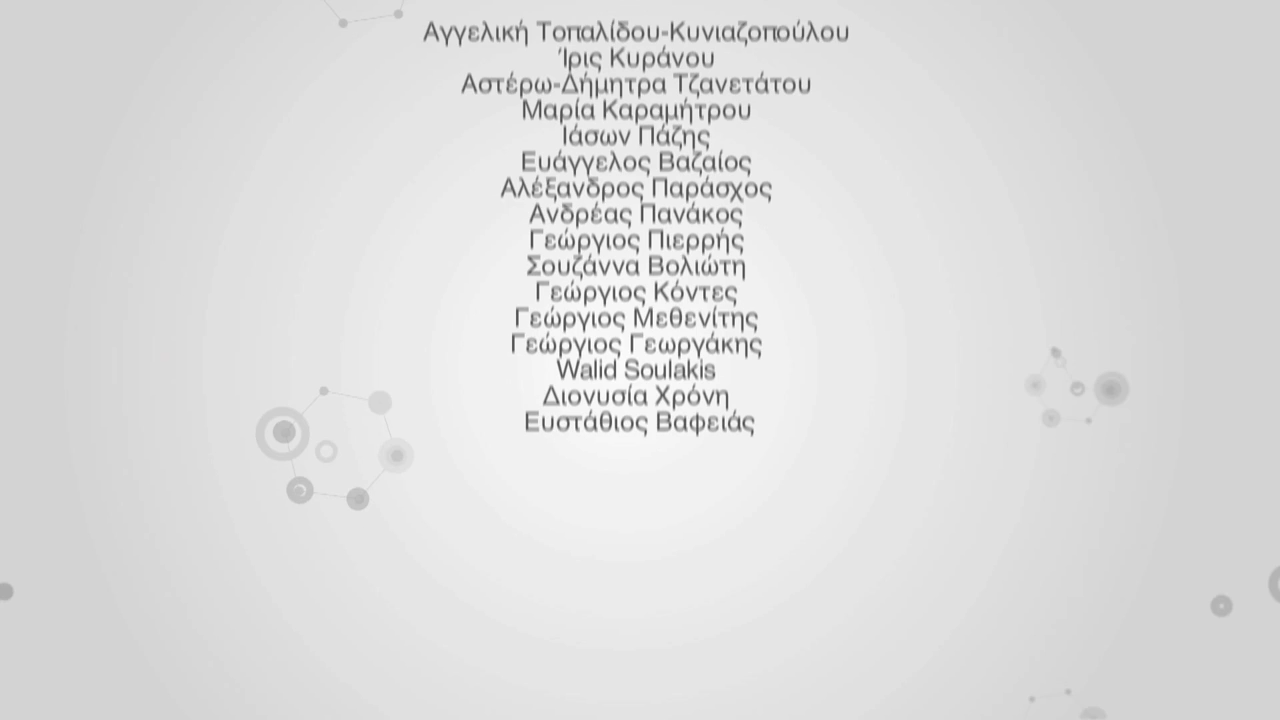 Αγγελική Τοπαλίδου-Κυνιαζοπούλου
Ίρις Κυράνου
Αστέρω-Δήμητρα Τζανετάτου
Μαρία Καραμήτρου
Ιάσων Πάζης
Ευάγγελος Βαζαίος
Αλέξανδρος Παράσχος
Ανδρέας Πανάκος
Γεώργιος Πιερρής
Σουζάννα Βολιώτη
Γεώργιος Κόντες
Γεώργιος Μεθενίτης
Γεώργιος Γεωργάκης
Walid Soulakis
Διονυσία Χρόνη
Ευστάθιος Βαφειάς